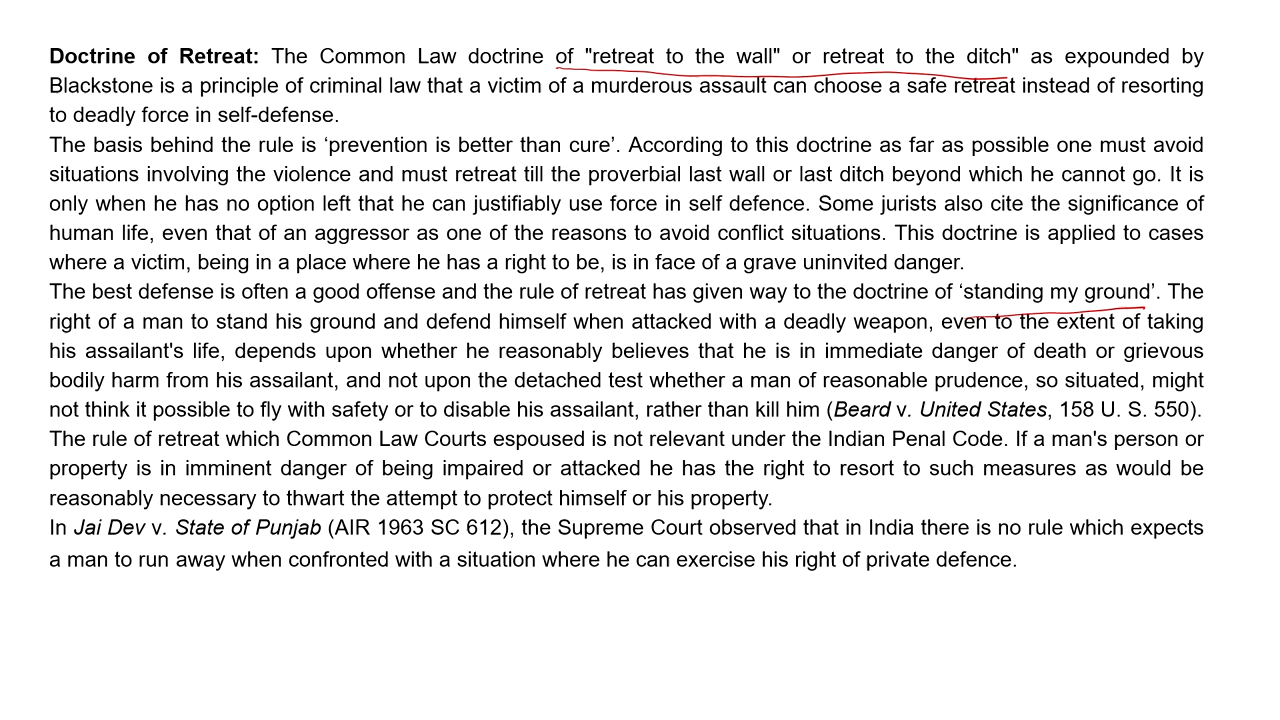 Doctrine of Retreat: The Common Law doctrine of "retreat to the wall" or retreat to the ditch" as expounded by
Blackstone is a principle of criminal law that a victim of a murderous assault can choose a safe retreat instead of resorting
to deadly force in self-defense.
The basis behind the rule is ‘prevention is better than cure’. According to this doctrine as far as possible one must avoid
situations involving the violence and must retreat till the proverbial last wall or last ditch beyond which he cannot go. It is
only when he has no option left that he can justifiably use force in self defence. Some jurists also cite the significance of
human life, even that of an aggressor as one of the reasons to avoid conflict situations. This doctrine is applied to cases
where a victim, being in a place where he has a right to be, is in face of a grave uninvited danger.
The best defense is often a good offense and the rule of retreat has given way to the doctrine of ‘standing my ground’. The
right of a man to stand his ground and defend himself when attacked with a deadly weapon, even to the extent of taking
his assailant's life, depends upon whether he reasonably believes that he is in immediate danger of death or grievous
bodily harm from his assailant, and not upon the detached test whether a man of reasonable prudence, so situated, might
not think it possible to fly with safety or to disable his assailant, rather than kill him (Beard v. United States, 158 U. S. 550).
The rule of retreat which Common Law Courts espoused is not relevant under the Indian Penal Code. If a man's person or
property is in imminent danger of being impaired or attacked he has the right to resort to such measures as would be
reasonably necessary to thwart the attempt to protect himself or his property.
In Jai Dev v. State of Punjab (AIR 1963 SC 612), the Supreme Court observed that in India there is no rule which expects
a man to run away when confronted with a situation where he can exercise his right of private defence.